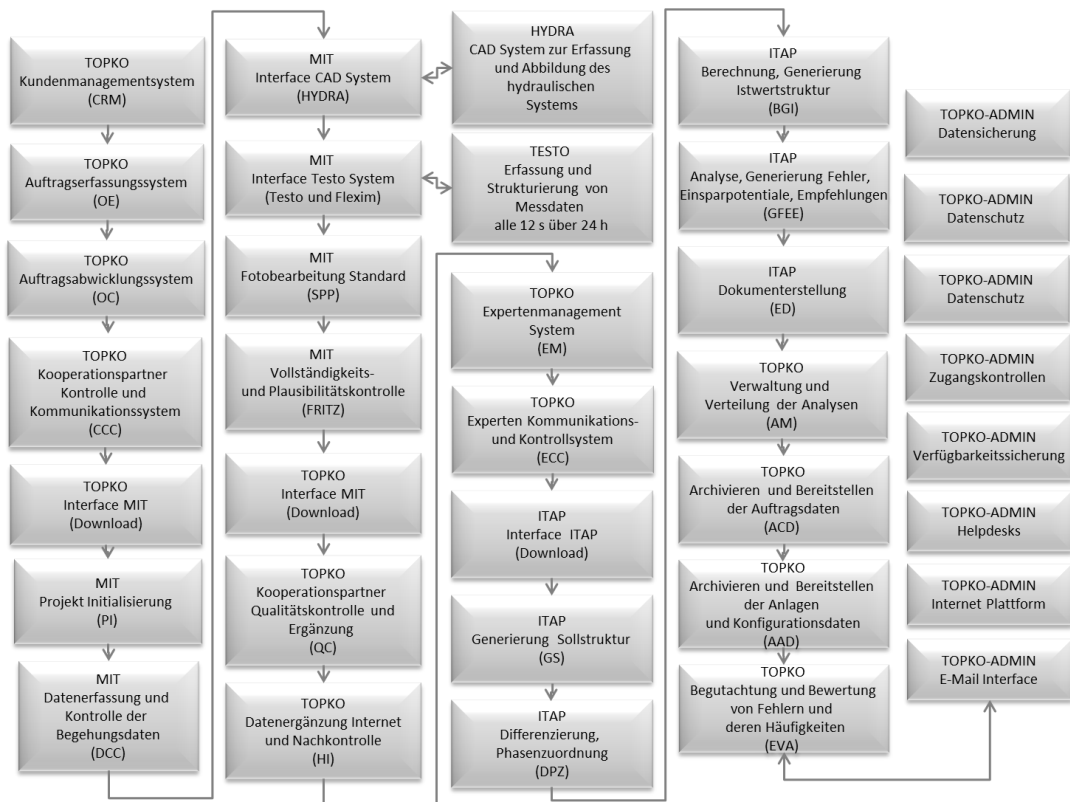 TOPKO
Kundenmanagementsystem
(CRM)
TOPKO
Auftragserfassungssystem
(OE)
TOPKO
Auftragsabwicklungssystem
(OC)
TOPKO
Kooperationspartner
Kontrolle und
Kommunikationssystem
(CCC)
TOPKO
Interface MIT
(Download)
MIT
Projekt Initialisierung
(PI)
MIT
Datenerfassung und
Kontrolle der
Begehungsdaten
(DCC)
MIT
Interface CAD System
(HYDRA)
HYDRA
CAD System zur Erfassung
und Abbildung des
hydraulischen
Systems
MIT
Interface Testo System
(Testo und Flexim)
TESTO
Erfassung und
Strukturierung von
Messdaten
alle 12 s über 24 h
MIT
Fotobearbeitung Standard
(SPP)
MIT
Vollständigkeits-
und Plausibilitätskontrolle
(FRITZ)
TOPKO
Interface MIT
(Download)
TOPKO
Kooperationspartner
Qualitätskontrolle und
Ergänzung
(QC)
TOPKO
Datenergänzung Internet
und Nachkontrolle
(HI)
TOPKO
Expertenmanagement
System
(EM)
TOPKO
Experten Kommunikations-
und Kontrollsystem
(ECC)
ITAP
Interface ITAP
(Download)
ITAP
Generierung Sollstruktur
(GS)
ITAP
Differenzierung,
Phasenzuordnung
(DPZ)
ITAP
Berechnung, Generierung
Istwertstruktur
(BGI)
ITAP
Analyse, Generierung Fehler,
Einsparpotentiale, Empfehlungen
(GFEE)
ITAP
Dokumenterstellung
(ED)
TOPKO
Verwaltung und
Verteilung der Analysen
(AM)
TOPKO
Archivieren und Bereitstellen
der Auftragsdaten
(ACD)
TOPKO
Archivieren und Bereitstellen
der Anlagen
und Konfigurationsdaten
(AAD)
TOPKO
Begutachtung und Bewertung
von Fehlern und
deren Häufigkeiten
(EVA)
TOPKO-ADMIN
Datensicherung
TOPKO-ADMIN
Datenschutz
TOPKO-ADMIN
Datenschutz
TOPKO-ADMIN
Zugangskontrollen
TOPKO-ADMIN
Verfügbarkeitssicherung
TOPKO-ADMIN
Helpdesks
TOPKO-ADMIN
Internet Plattform
TOPKO-ADMIN
E-Mail Interface